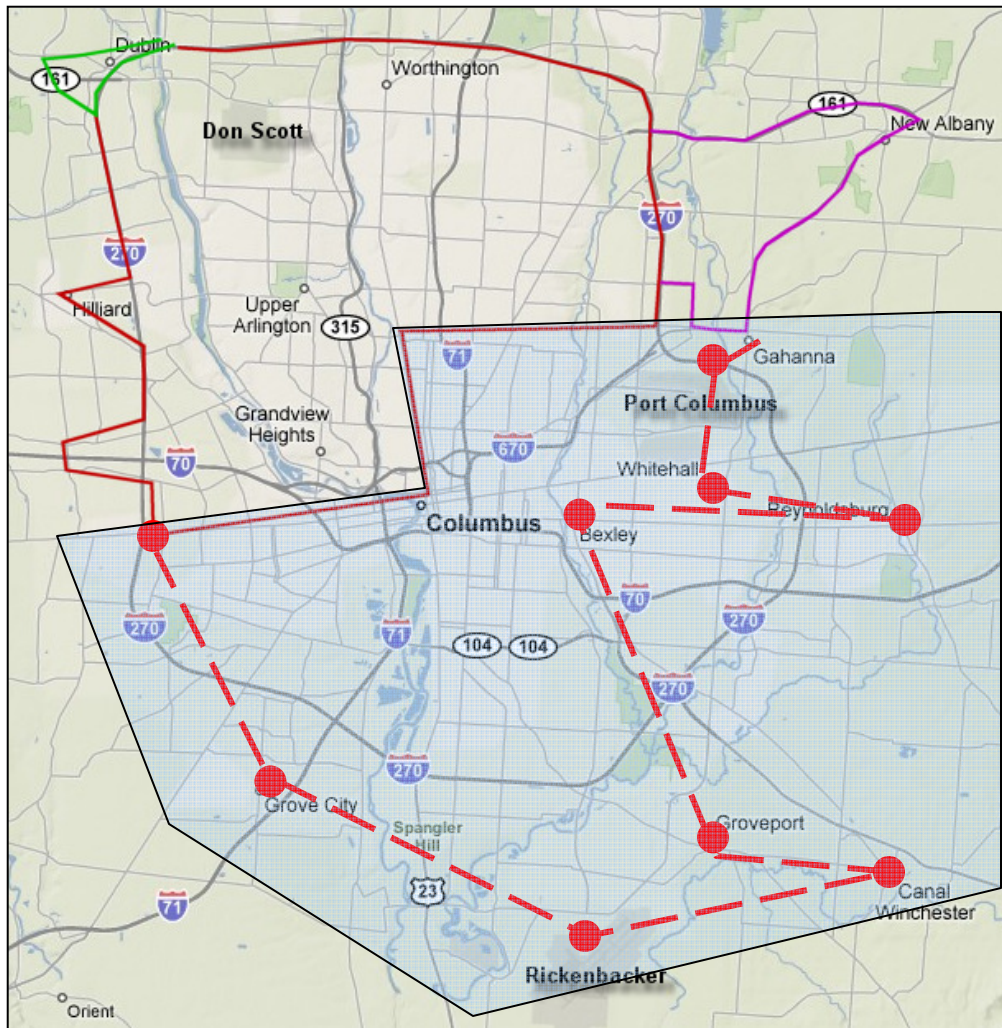 Dublin
161
Worthington
Don Scott
161
New Albany
270
270
Hilliard
Upper
Arlington
315
71
Gahanna
Port Columbus
Grandview
Heights
70
670
Whitehall
Reynoldsburg
Columbus
Bexley
70
270
71
270
104
104
270
270
Grove City
Spangler
Hill
Groveport
23
71
Canal
Winchester
Rickenbacker
Orient